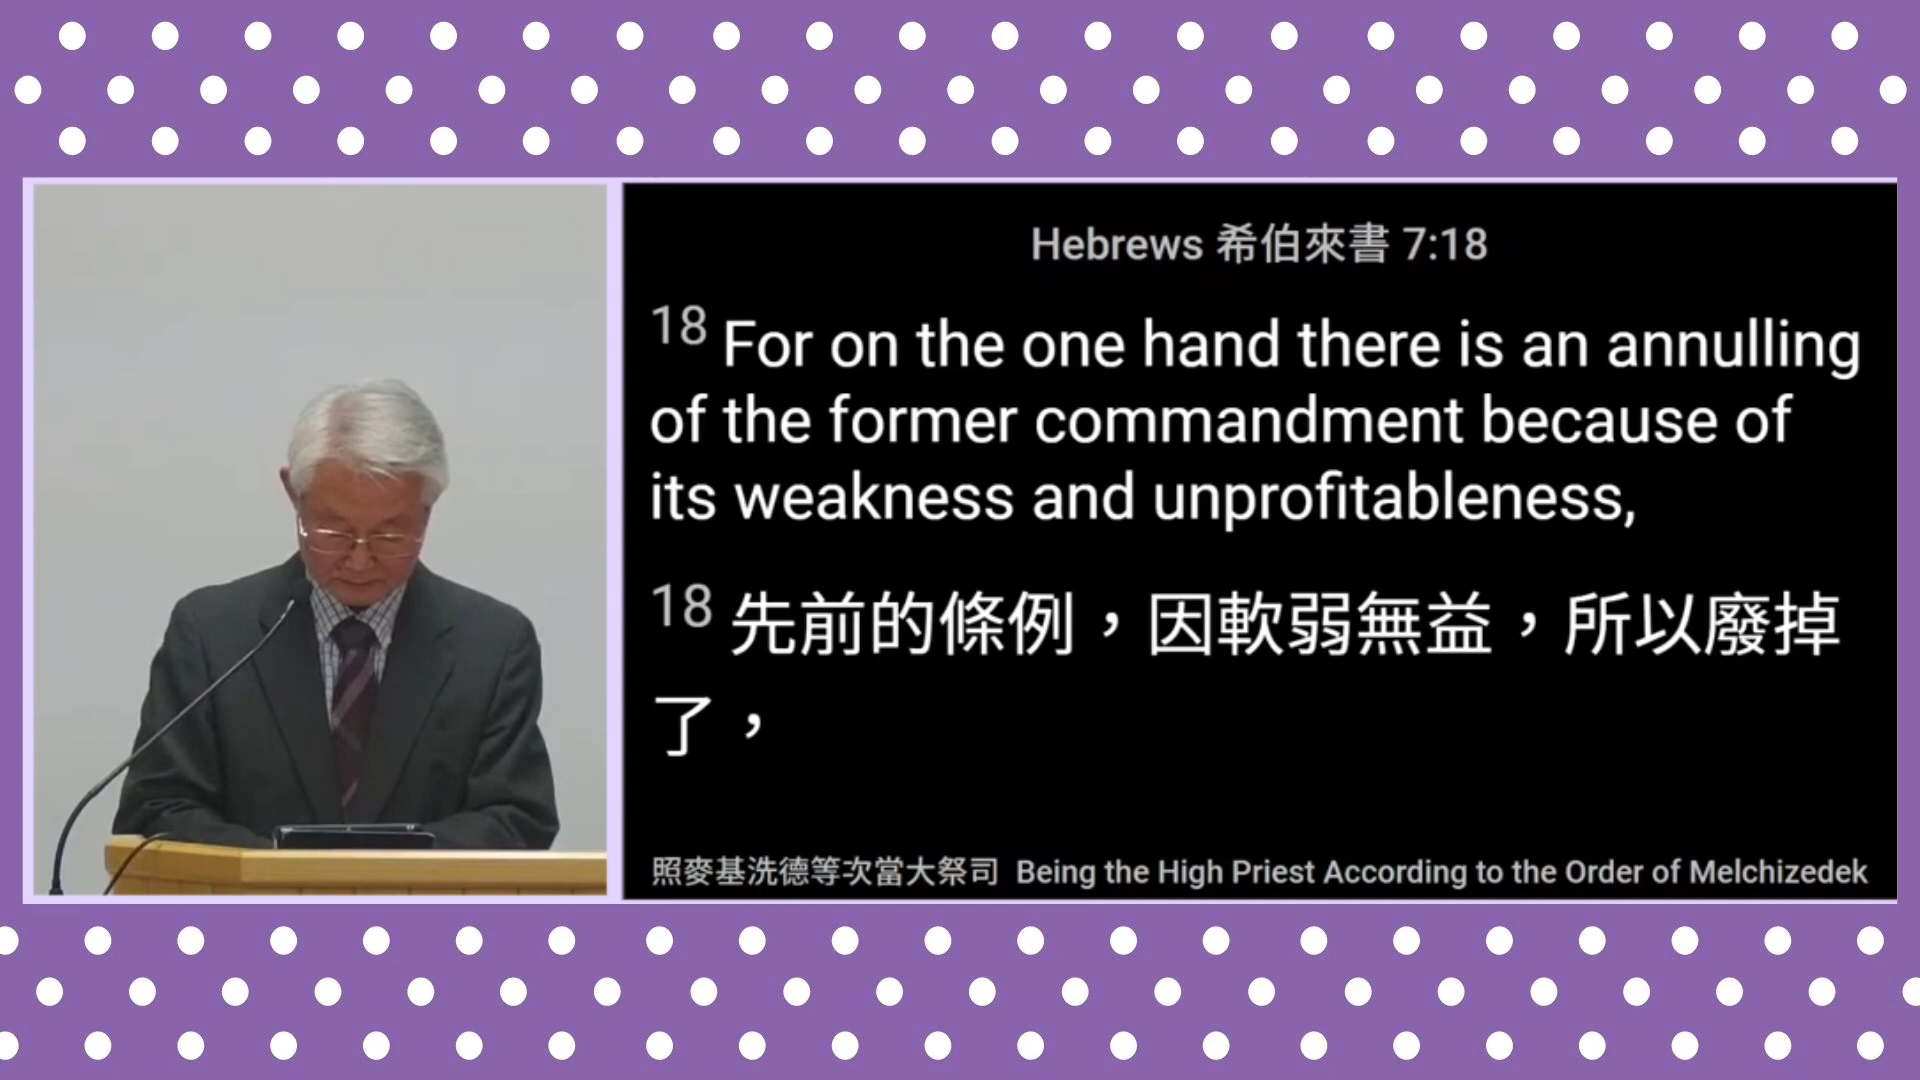 Hebrews 希伯來書 7:18
18 For on the one hand there is an annulling
of the former commandment because of
its weakness and unprofitableness,
18 先前的條例，因軟弱無益，所以廢掉
了，
照麥基洗德等次當大祭司 Being the High Priest According to the Order of Melchizedek